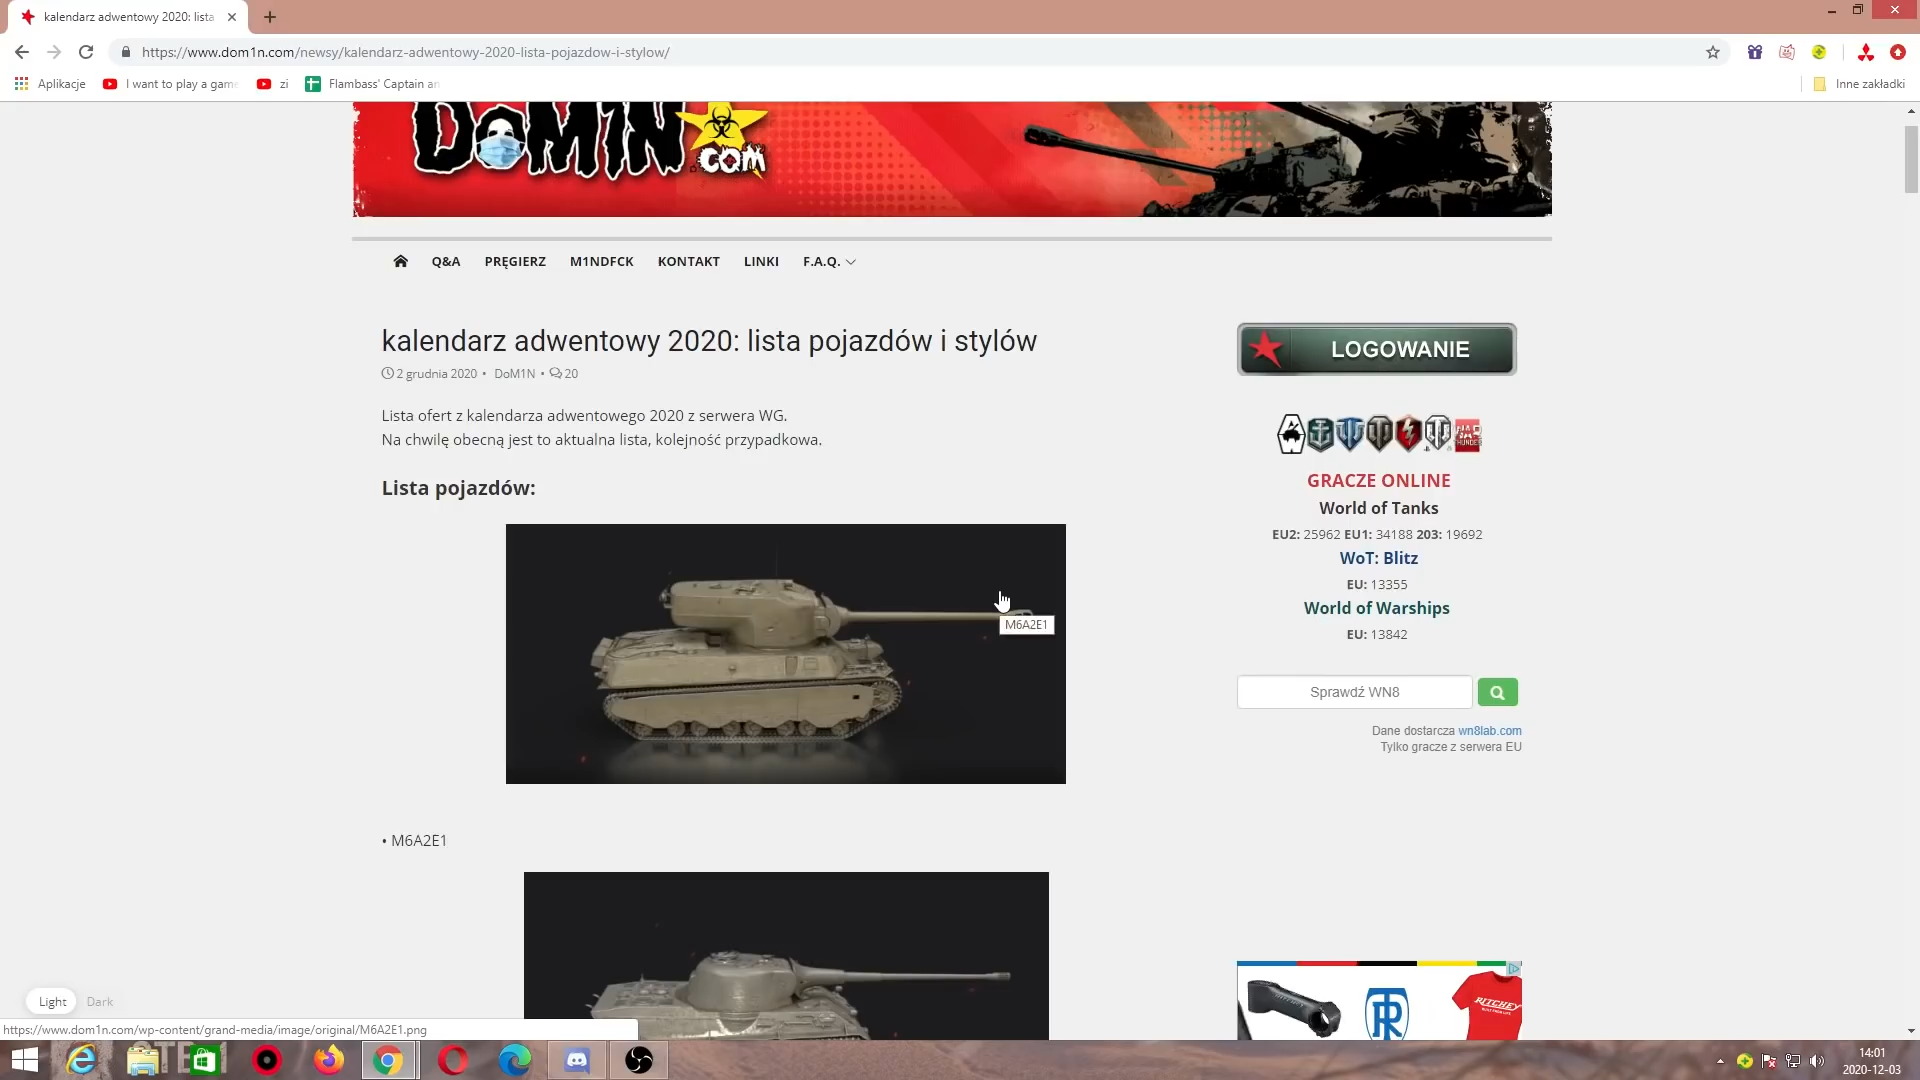 kalendarz adwentowy 2020: lista
https://www.dom1n.com/newsy/kalendarz-adwentowy-2020-lista-pojazdow-i-stylow/
Aplikacje
I want to play a game
zi
Flambass' Captain an
Inne zakładki
DoM1N
.COM
Q&A
PRĘGIERZ
M1NDFCK
KONTAKT
LINKI
F.A.Q.
kalendarz adwentowy 2020: lista pojazdów i stylów
2 grudnia 2020 • DoM1N • 20
Lista ofert z kalendarza adwentowego 2020 z serwera WG.
Na chwilę obecną jest to aktualna lista, kolejność przypadkowa.
Lista pojazdów:
M6A2E1
• M6A2E1
LOGOWANIE
GRACZE ONLINE
World of Tanks
EU2: 25962 EU1: 34188 203: 19692
WoT: Blitz
EU: 13355
World of Warships
EU: 13842
Sprawdź WN8
Dane dostarcza wn8lab.com
Tylko gracze z serwera EU
RITCHEY
Light
Dark
https://www.dom1n.com/wp-content/grand-media/image/original/M6A2E1.png
14:01
2020-12-03